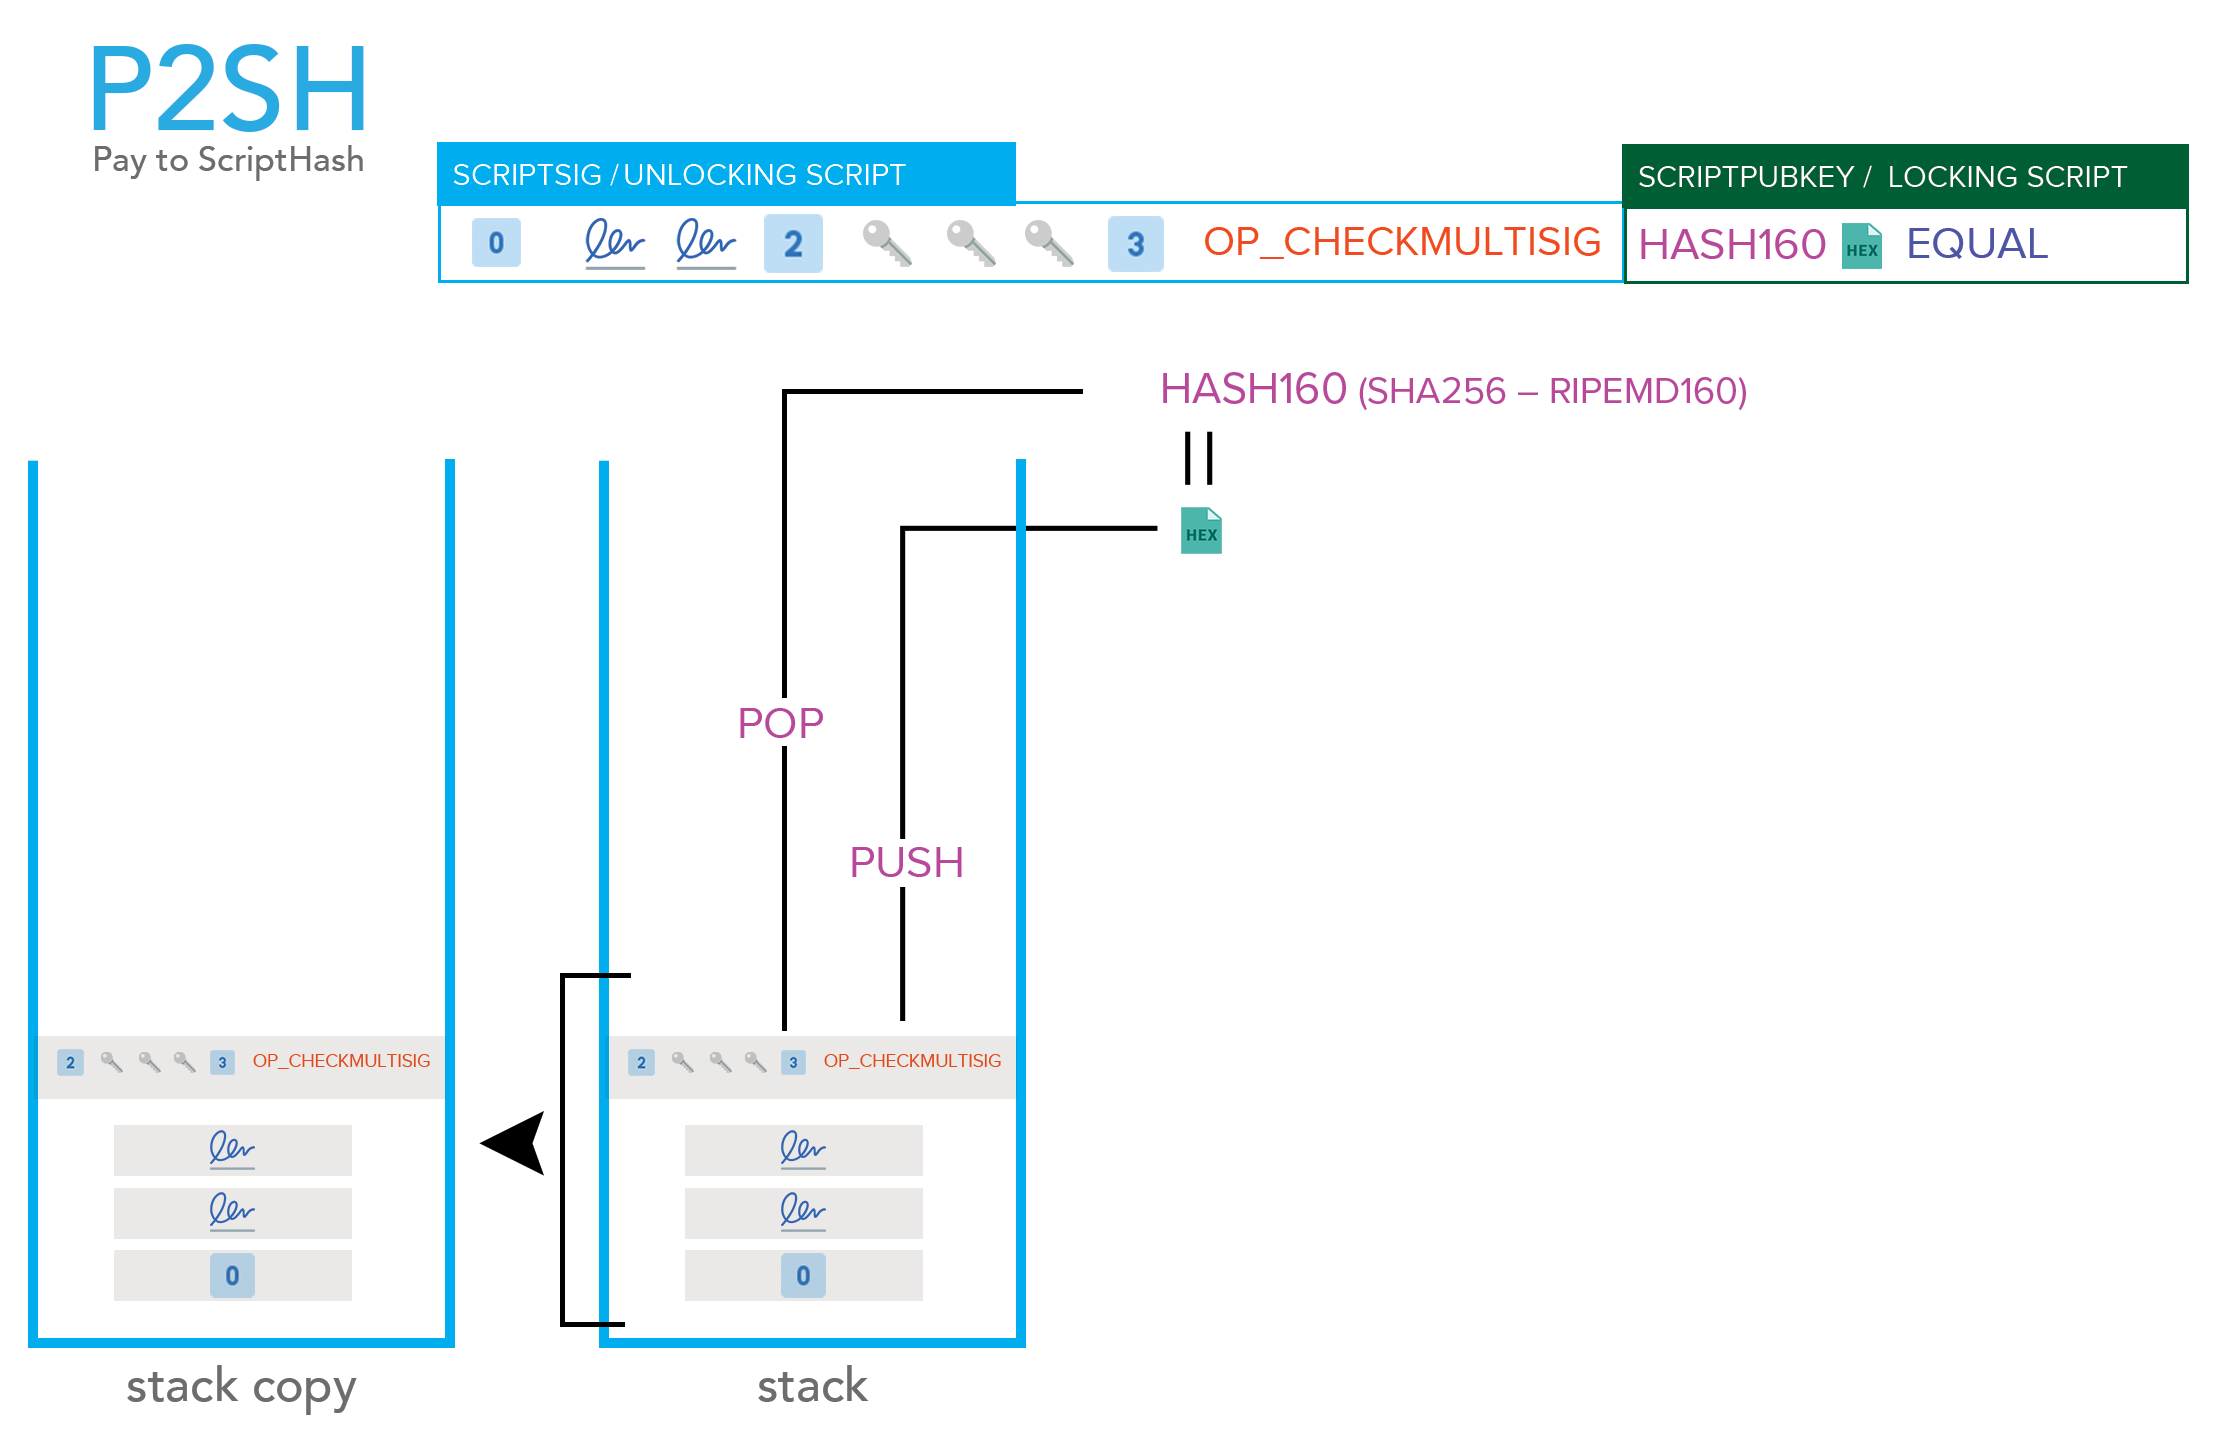 P2SH
Pay to ScriptHash
SCRIPTSIG / UNLOCKING SCRIPT
SCRIPTPUBKEY / LOCKING SCRIPT
0 2 3 OP_CHECKMULTISIG
HASH160 HEX EQUAL
HASH160 (SHA256 – RIPEMD160)
HEX
POP
PUSH
2 3 OP_CHECKMULTISIG
0
stack copy
2 3 OP_CHECKMULTISIG
0
stack